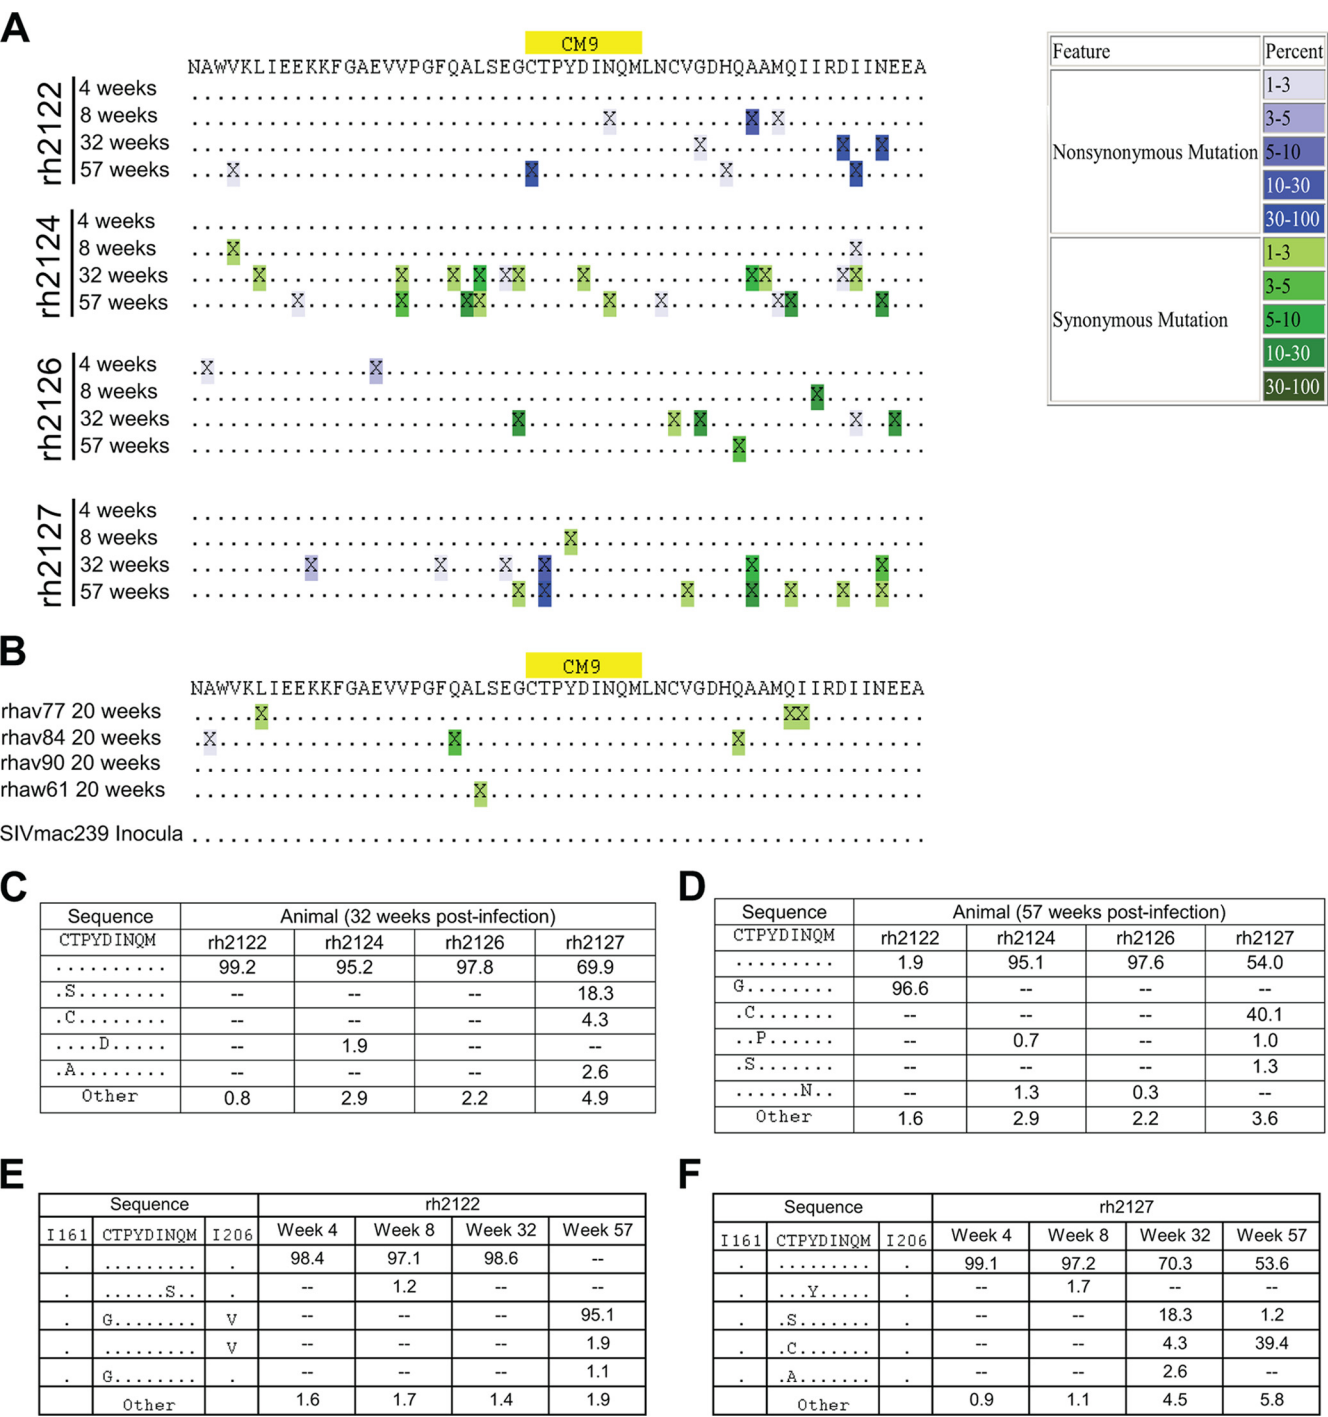 A
CM9
NAWVKLIEEKKFGAEVVPGFQALSEGCTPYDINQMLNCVGDHQAAMQIIRDIINEEA
rh2122
4 weeks .........................................................
8 weeks ................................X..........X.X...........
32 weeks .......................................X..........X..X...
57 weeks ...X......................X..............X.........X.....
rh2124
4 weeks .........................................................
8 weeks ...X...............................................X.....
32 weeks .....X..........X...X.X.XX....X............XX.....XX.....
57 weeks ........X.......X....XX.........X...X........XX......X...
rh2126
4 weeks .X............X..........................................
8 weeks ................................................X........
32 weeks .........................X...........X.X...........X..X..
57 weeks ..........................................X..............
rh2127
4 weeks .........................................................
8 weeks .............................X...........................
32 weeks .........X.........X....X..X...............X.........X...
57 weeks .........................X.X..........X....X..X...X..X...
Feature Percent
Nonsynonymous Mutation 1-3
3-5
5-10
10-30
30-100
Synonymous Mutation 1-3
3-5
5-10
10-30
30-100
B
CM9
NAWVKLIEEKKFGAEVVPGFQALSEGCTPYDINQMLNCVGDHQAAMQIIRDIINEEA
rhav77 20 weeks .....X........................................XX.........
rhav84 20 weeks .X..................X.....................X..............
rhav90 20 weeks .........................................................
rhaw61 20 weeks ......................X..................................
SIVmac239 Inocula .........................................................
C
Sequence Animal (32 weeks post-infection)
CTPYDINQM rh2122 rh2124 rh2126 rh2127
.......... 99.2 95.2 97.8 69.9
.S........ -- -- -- 18.3
.C........ -- -- -- 4.3
....D..... -- 1.9 -- --
.A........ -- -- -- 2.6
Other 0.8 2.9 2.2 4.9
D
Sequence Animal (57 weeks post-infection)
CTPYDINQM rh2122 rh2124 rh2126 rh2127
......... 1.9 95.1 97.6 54.0
G........ 96.6 -- -- --
.C....... -- -- -- 40.1
..P...... -- 0.7 -- 1.0
.S....... -- -- -- 1.3
......N.. -- 1.3 0.3 --
Other 1.6 2.9 2.2 3.6
E
Sequence rh2122
I161 CTPYDINQM I206 Week 4 Week 8 Week 32 Week 57
. ......... . 98.4 97.1 98.6 --
. ......S.. . -- 1.2 -- --
. G........ V -- -- -- 95.1
. ......... V -- -- -- 1.9
. G........ . -- -- -- 1.1
Other 1.6 1.7 1.4 1.9
F
Sequence rh2127
I161 CTPYDINQM I206 Week 4 Week 8 Week 32 Week 57
. ......... . 99.1 97.2 70.3 53.6
. ...Y..... . -- 1.7 -- --
. .S....... . -- -- 18.3 1.2
. .C....... . -- -- 4.3 39.4
. .A....... . -- -- 2.6 --
Other 0.9 1.1 4.5 5.8